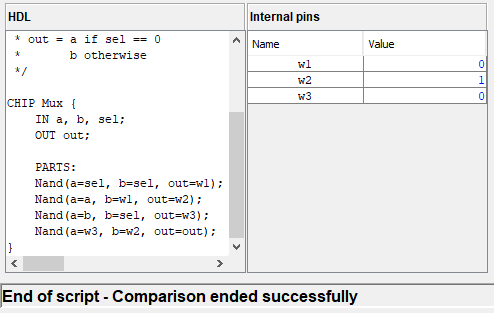 HDL
* out = a if sel == 0
*       b otherwise
*/
CHIP Mux {
IN a, b, sel;
OUT out;
PARTS:
Nand(a=sel, b=sel, out=w1);
Nand(a=a, b=w1, out=w2);
Nand(a=b, b=sel, out=w3);
Nand(a=w3, b=w2, out=out);
}
Internal pins
Name Value
w1 0
w2 1
w3 0
End of script - Comparison ended successfully